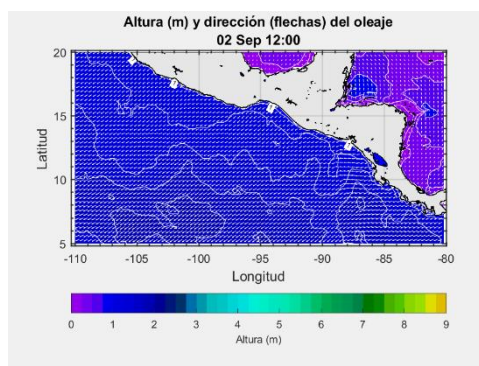 Altura (m) y dirección (flechas) del oleaje
02 Sep 12:00
20
15
10
5
Latitud
-110 -105 -100 -95 -90 -85 -80
Longitud
0 1 2 3 4 5 6 7 8 9
Altura (m)